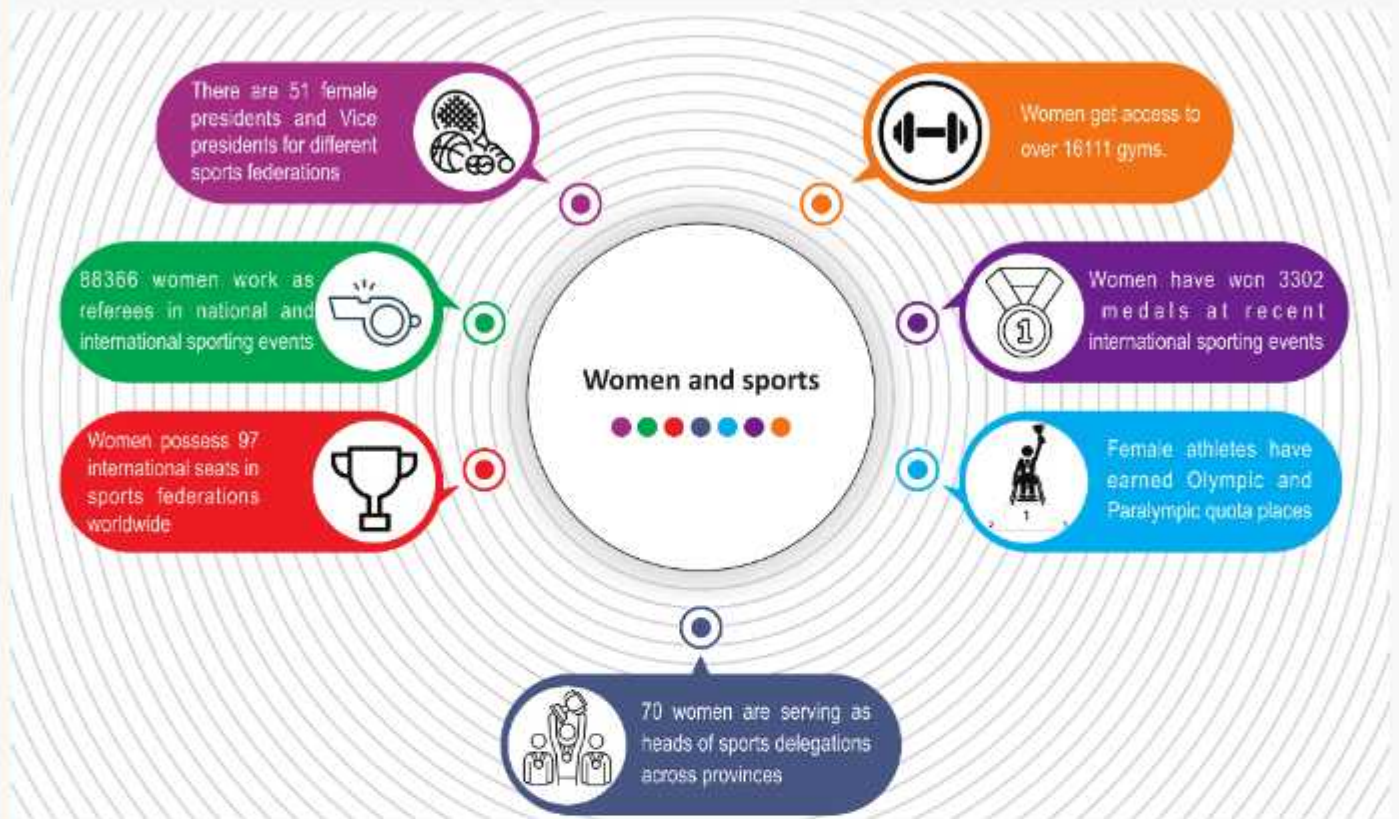 There are 51 female
presidents and Vice
presidents for different
sports federations
Women get access to
over 16111 gyms.
88366 women work as
referees in national and
international sporting events
Women have won 3302
medals at recent
international sporting events
Women and sports
Women possess 97
international seats in
sports federations
worldwide
Female athletes have
earned Olympic and
Paralympic quota places
1
2
1
70 women are serving as
heads of sports delegations
across provinces